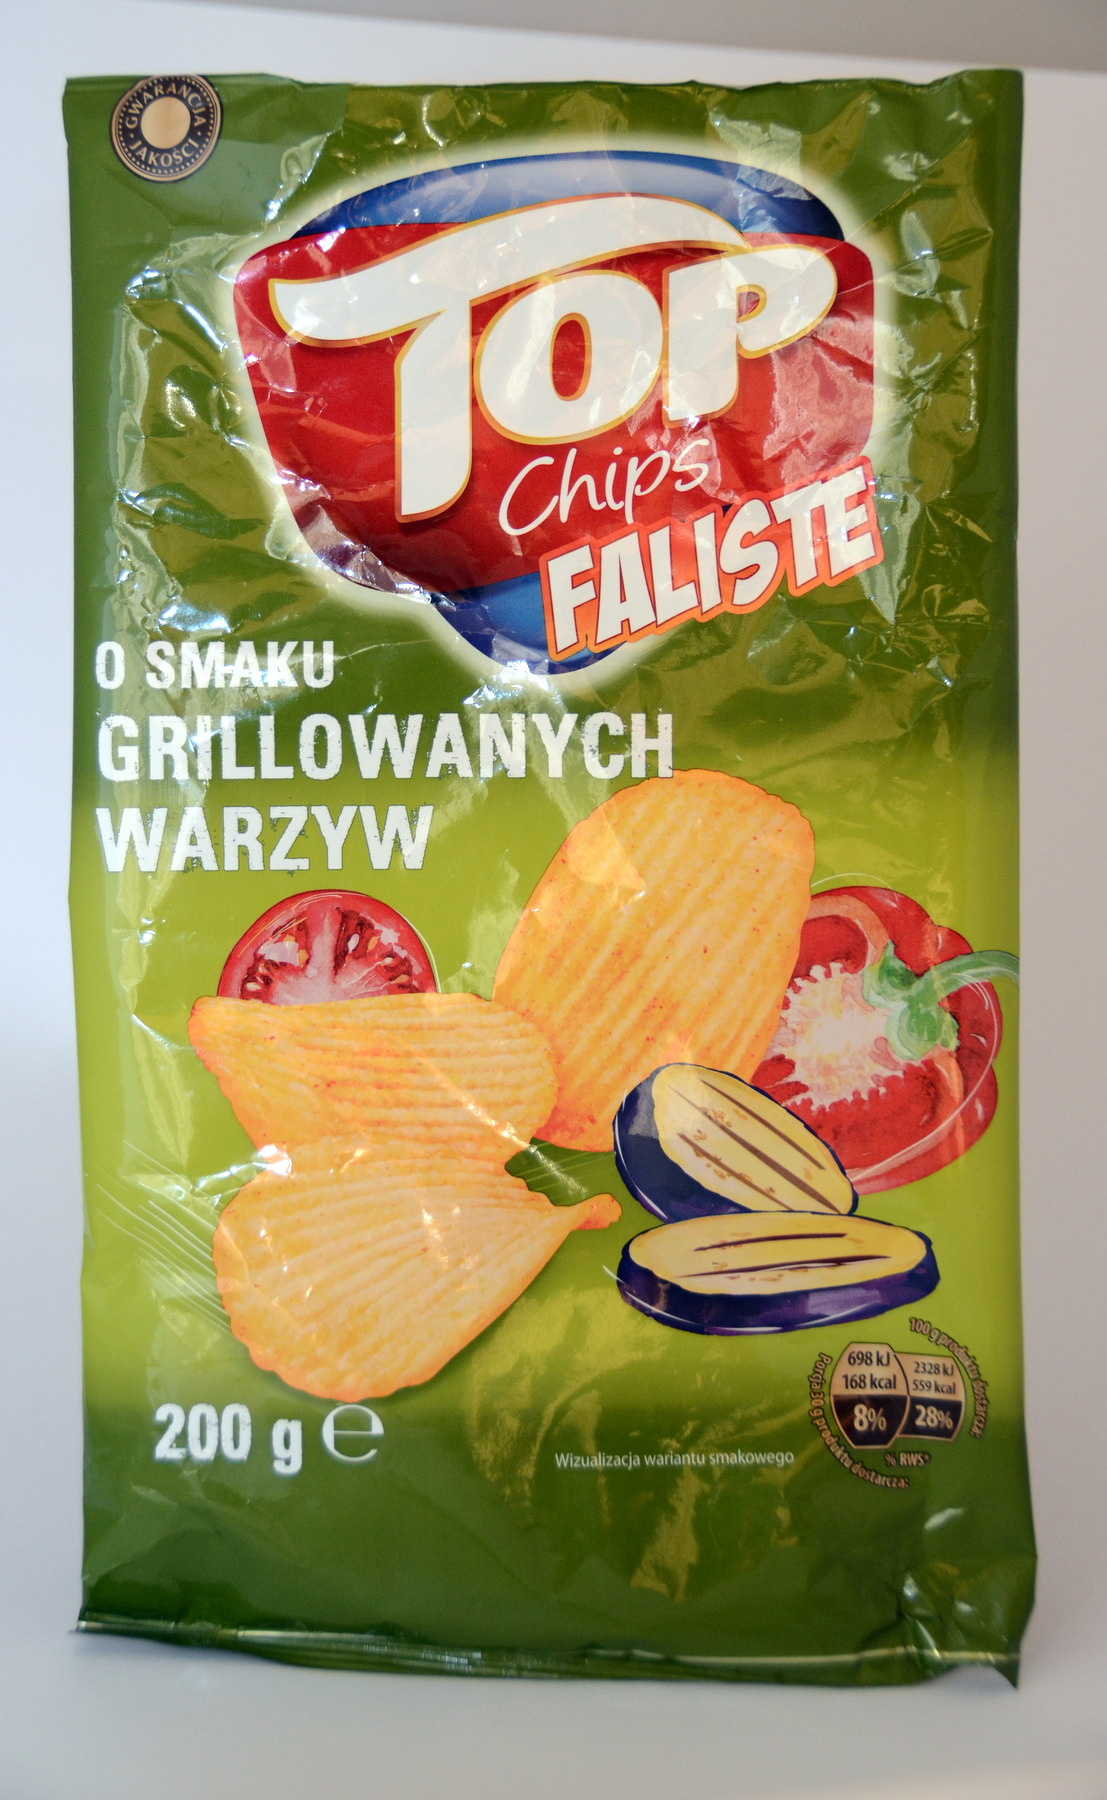 GWARANCJA
JAKOŚCI
TOP
Chips
FALISTE
O SMAKU
GRILLOWANYCH
WARZYW
200 g ℮
Wizualizacja wariantu smakowego
Porcja 30 g produktu dostarcza:
698 kJ
168 kcal
8%
100 g produktu dostarcza:
2328 kJ
559 kcal
28%
% RWS*